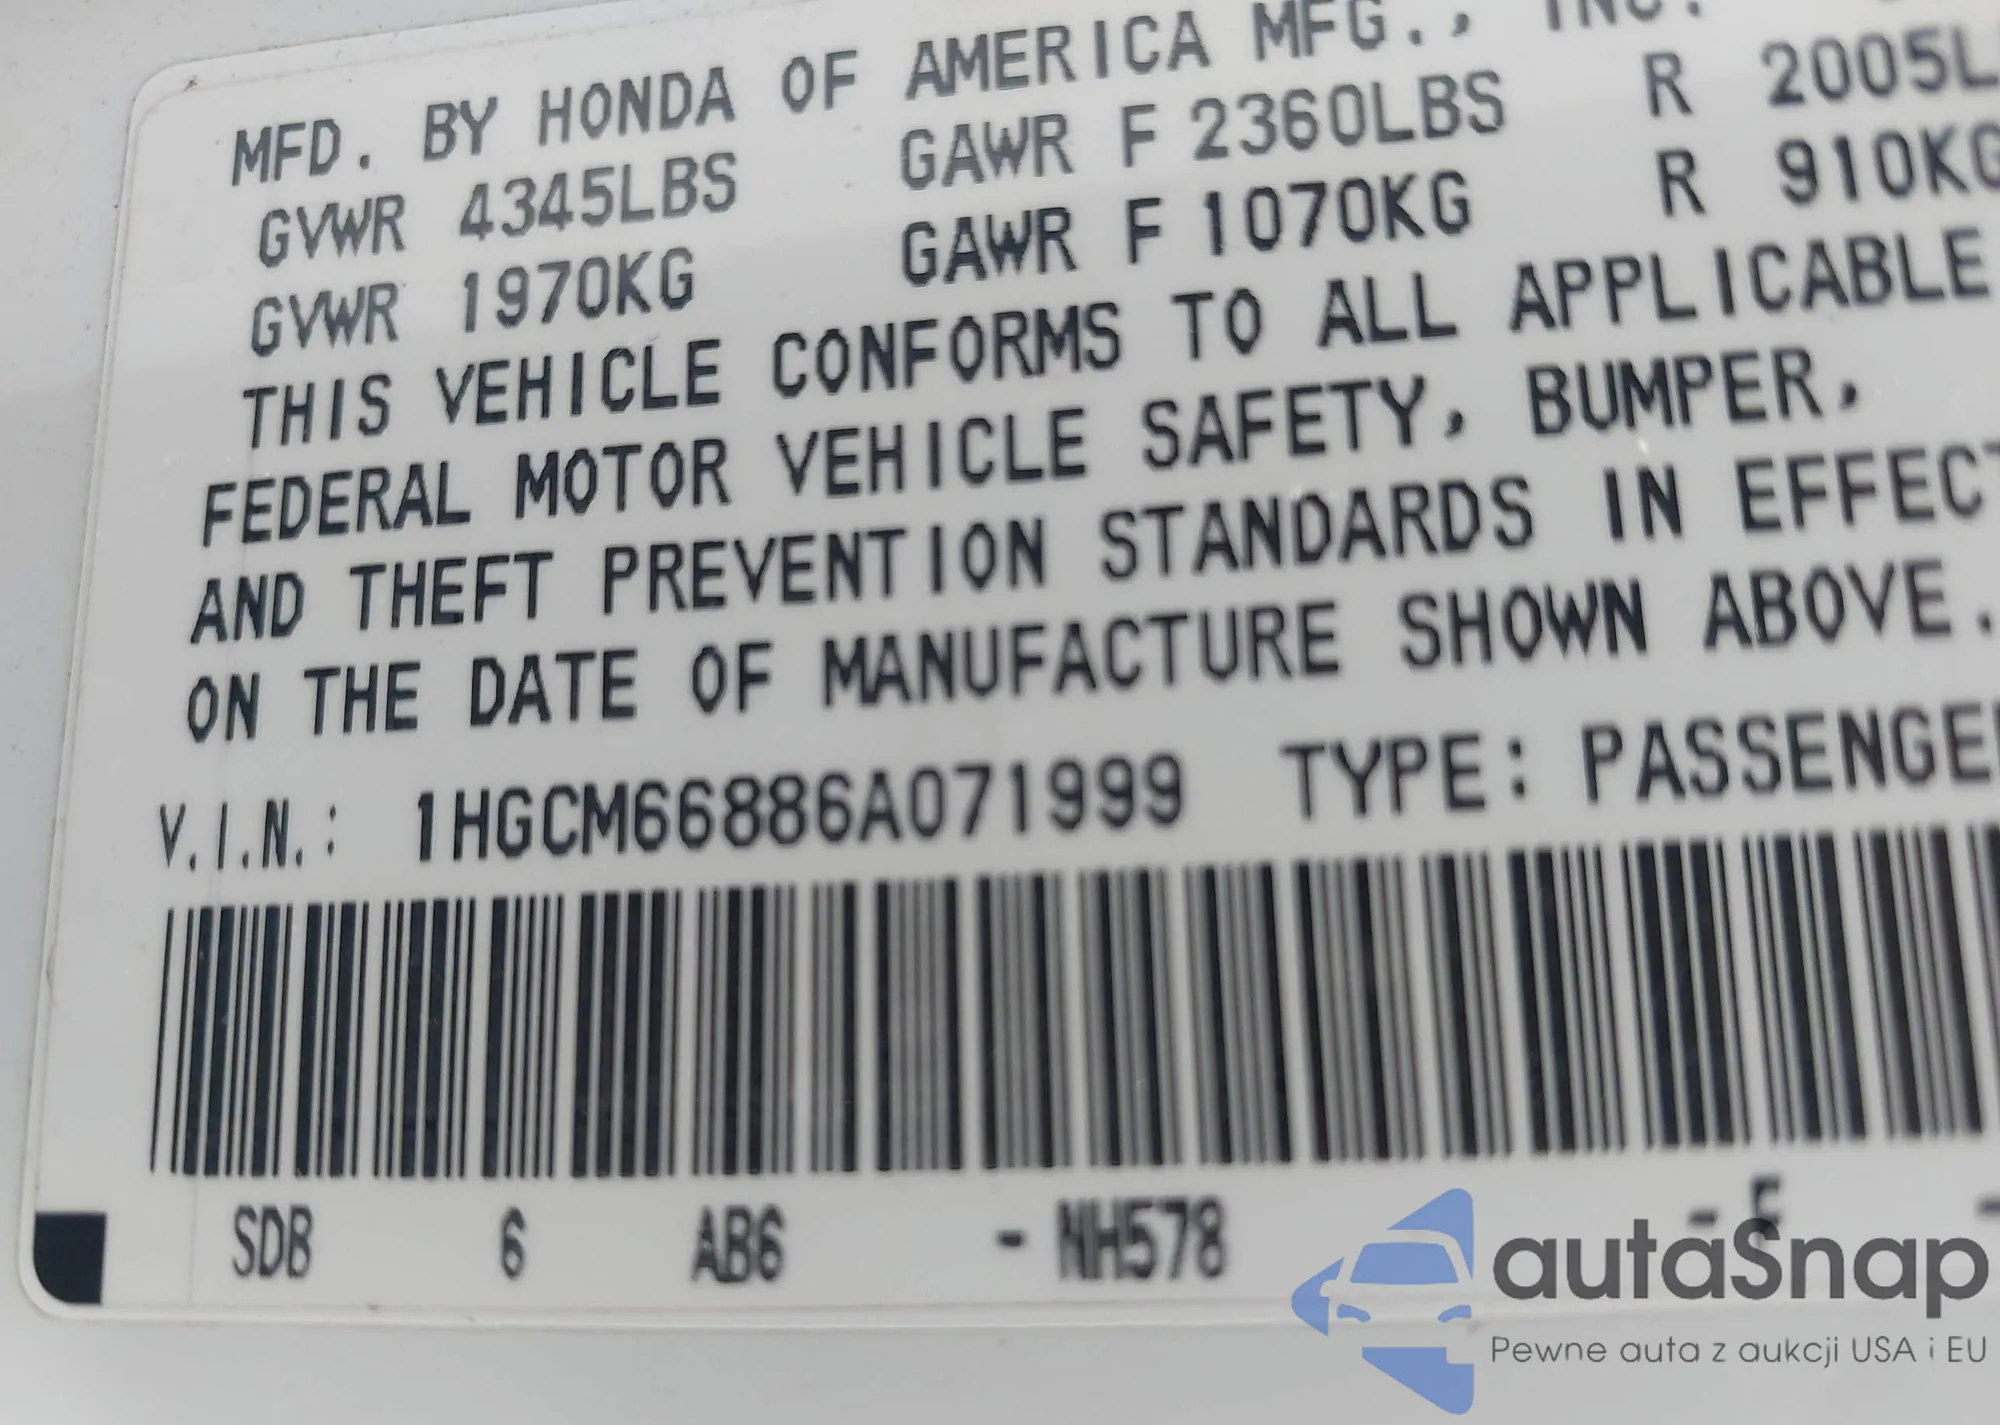 MFD. BY HONDA OF AMERICA MFG., INC.
GVWR 4345LBS GAWR F 2360LBS R 2005L
GVWR 1970KG GAWR F 1070KG R 910KG
THIS VEHICLE CONFORMS TO ALL APPLICABLE
FEDERAL MOTOR VEHICLE SAFETY, BUMPER,
AND THEFT PREVENTION STANDARDS IN EFFECT
ON THE DATE OF MANUFACTURE SHOWN ABOVE.
V.I.N.: 1HGCM66886A071999 TYPE: PASSENGE
SDB 6 AB6 - NH578 -
autaSnap
Pewne auta z aukcji USA i EU